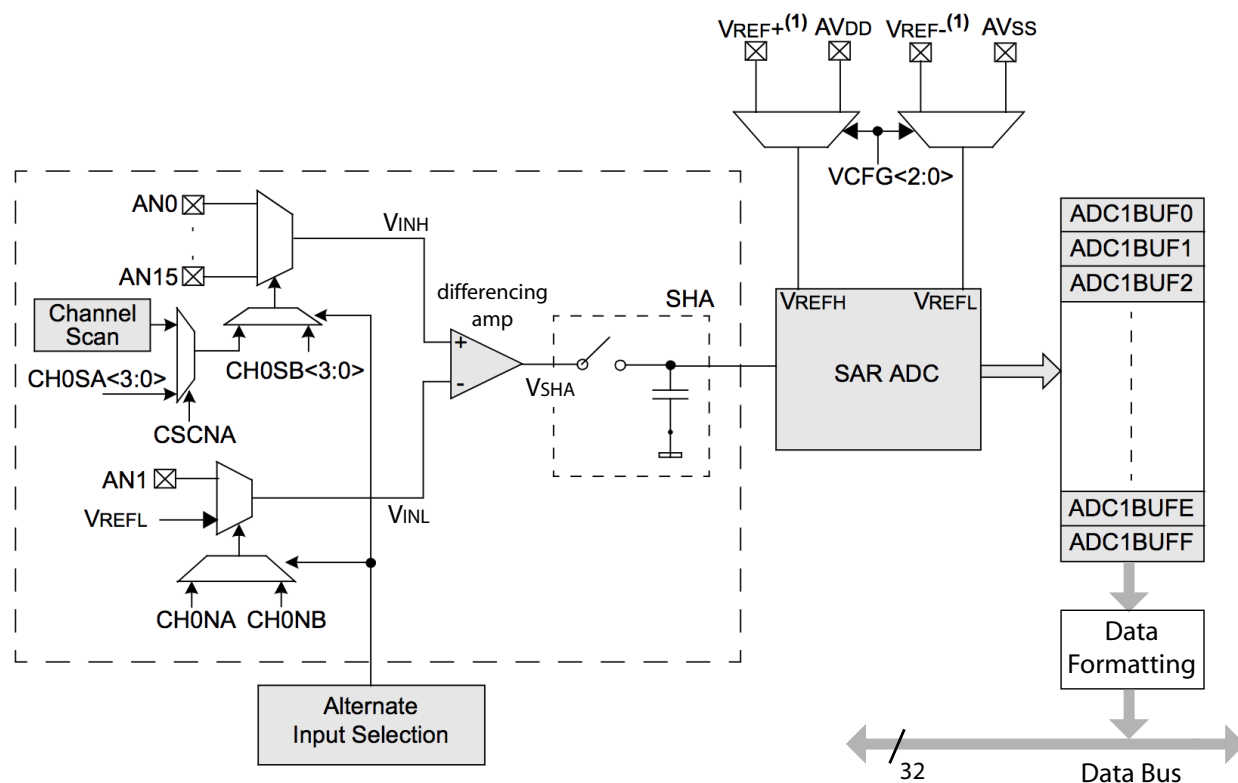 VREF+(1) AVDD VREF-(1) AVSS
VCFG<2:0>
AN0
AN15
VINH
Channel
Scan
CH0SA<3:0>
CH0SB<3:0>
CSCNA
differencing
amp
+
-
VSHA
SHA
AN1
VREFL
VINL
CH0NA CH0NB
Alternate
Input Selection
VREFH VREFL
SAR ADC
ADC1BUF0
ADC1BUF1
ADC1BUF2
ADC1BUFE
ADC1BUFF
Data
Formatting
32
Data Bus